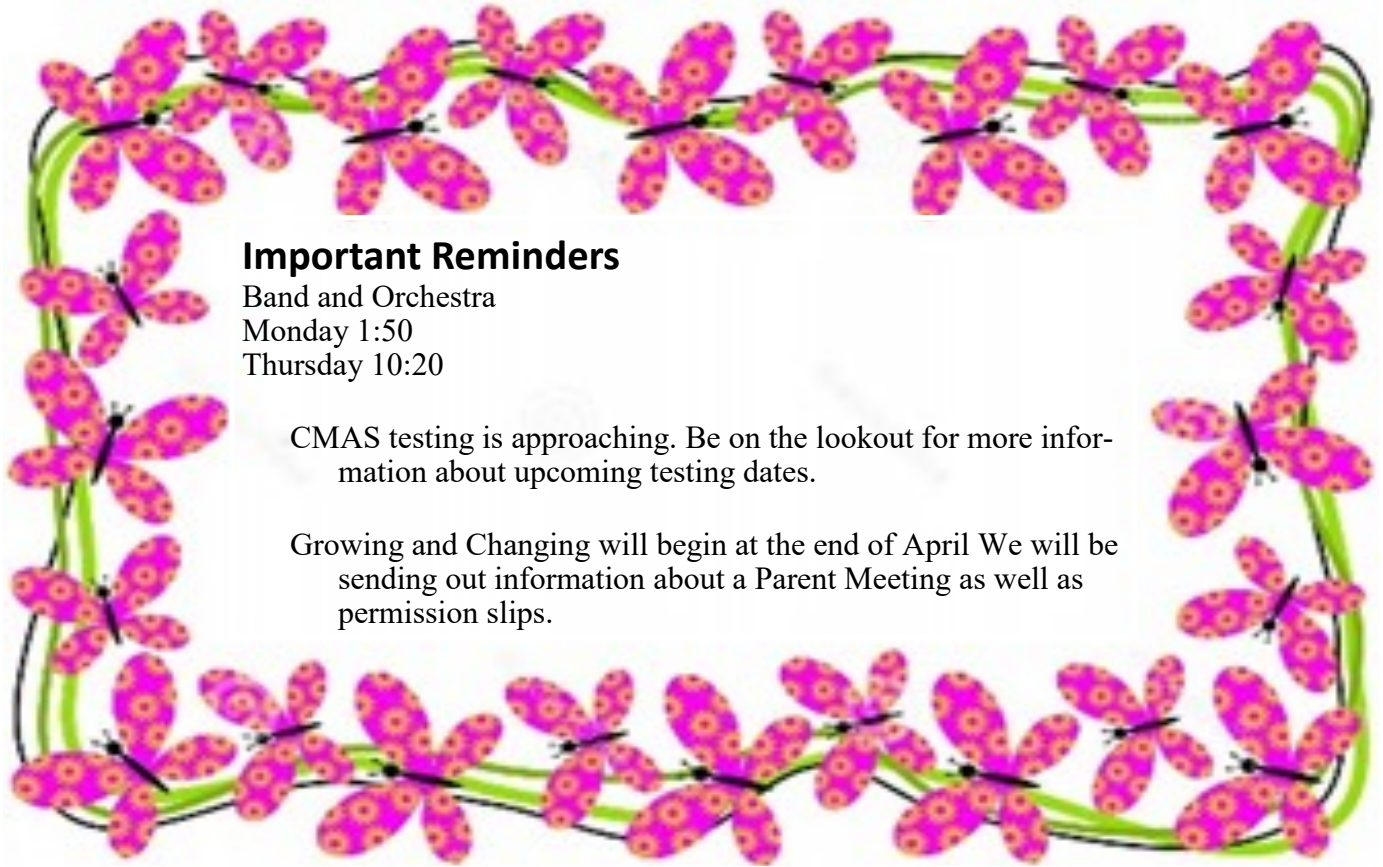 Important Reminders
Band and Orchestra
Monday 1:50
Thursday 10:20
CMAS testing is approaching. Be on the lookout for more infor-
mation about upcoming testing dates.
Growing and Changing will begin at the end of April We will be
sending out information about a Parent Meeting as well as
permission slips.